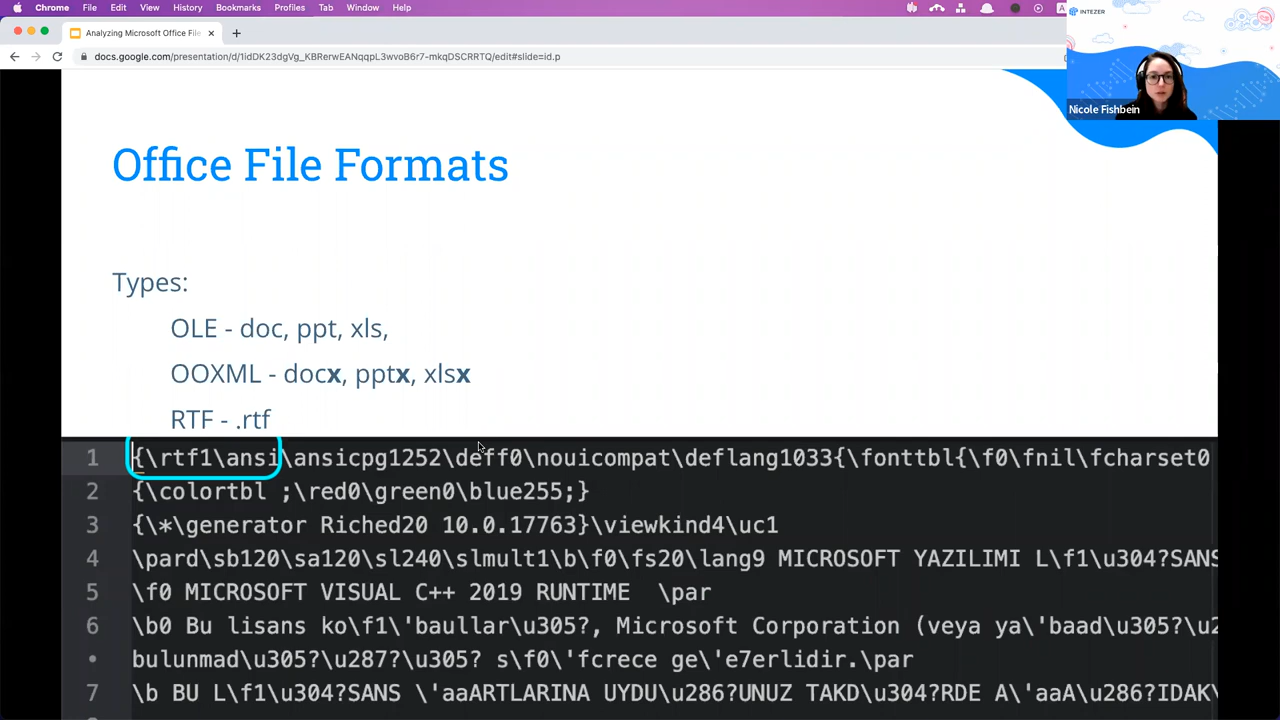 Chrome File Edit View History Bookmarks Profiles Tab Window Help
Analyzing Microsoft Office File
docs.google.com/presentation/d/1idDK23dgVg_KBRerwEANqqpL3wvoB6r7-mkqDSCRRTQ/edit#slide=id.p
INTEZER
Nicole Fishbein
Office File Formats
Types:
OLE - doc, ppt, xls,
OOXML - docx, pptx, xlsx
RTF - .rtf
1 {\rtf1\ansi\ansicpg1252\deff0\nouicompat\deflang1033{\fonttbl{\f0\fnil\fcharset0
2 {\colortbl ;\red0\green0\blue255;}
3 {\*\generator Riched20 10.0.17763}\viewkind4\uc1
4 \pard\sb120\sa120\sl240\slmult1\b\f0\fs20\lang9 MICROSOFT YAZILIMI L\f1\u304?SANS
5 \f0 MICROSOFT VISUAL C++ 2019 RUNTIME \par
6 \b0 Bu lisans ko\f1\'baullar\u305?, Microsoft Corporation (veya ya\'baad\u305?\u2
• bulunmad\u305?\u287?\u305? s\f0\'fcrece ge\'e7erlidir.\par
7 \b BU L\f1\u304?SANS \'aaARTLARINA UYDU\u286?UNUZ TAKD\u304?RDE A\'aaA\u286?IDAK\